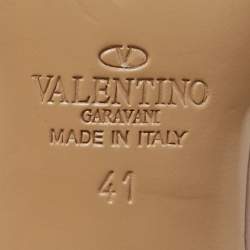 V
VALENTINO
GARAVANI
MADE IN ITALY
41